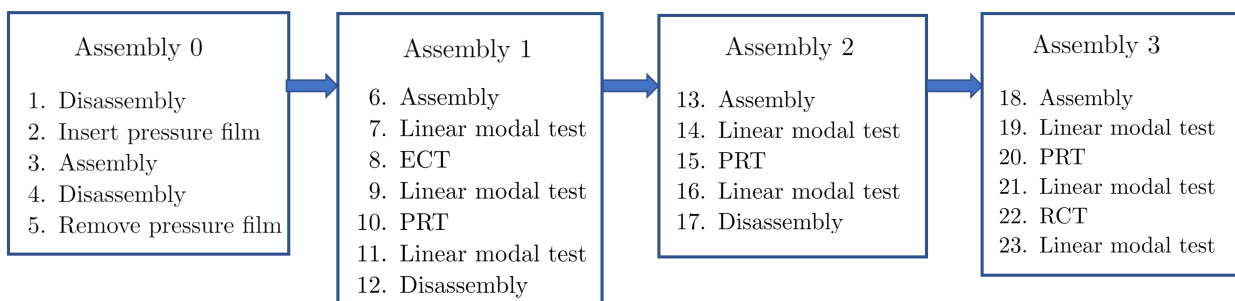 Assembly 0
1. Disassembly
2. Insert pressure film
3. Assembly
4. Disassembly
5. Remove pressure film
Assembly 1
6. Assembly
7. Linear modal test
8. ECT
9. Linear modal test
10. PRT
11. Linear modal test
12. Disassembly
Assembly 2
13. Assembly
14. Linear modal test
15. PRT
16. Linear modal test
17. Disassembly
Assembly 3
18. Assembly
19. Linear modal test
20. PRT
21. Linear modal test
22. RCT
23. Linear modal test